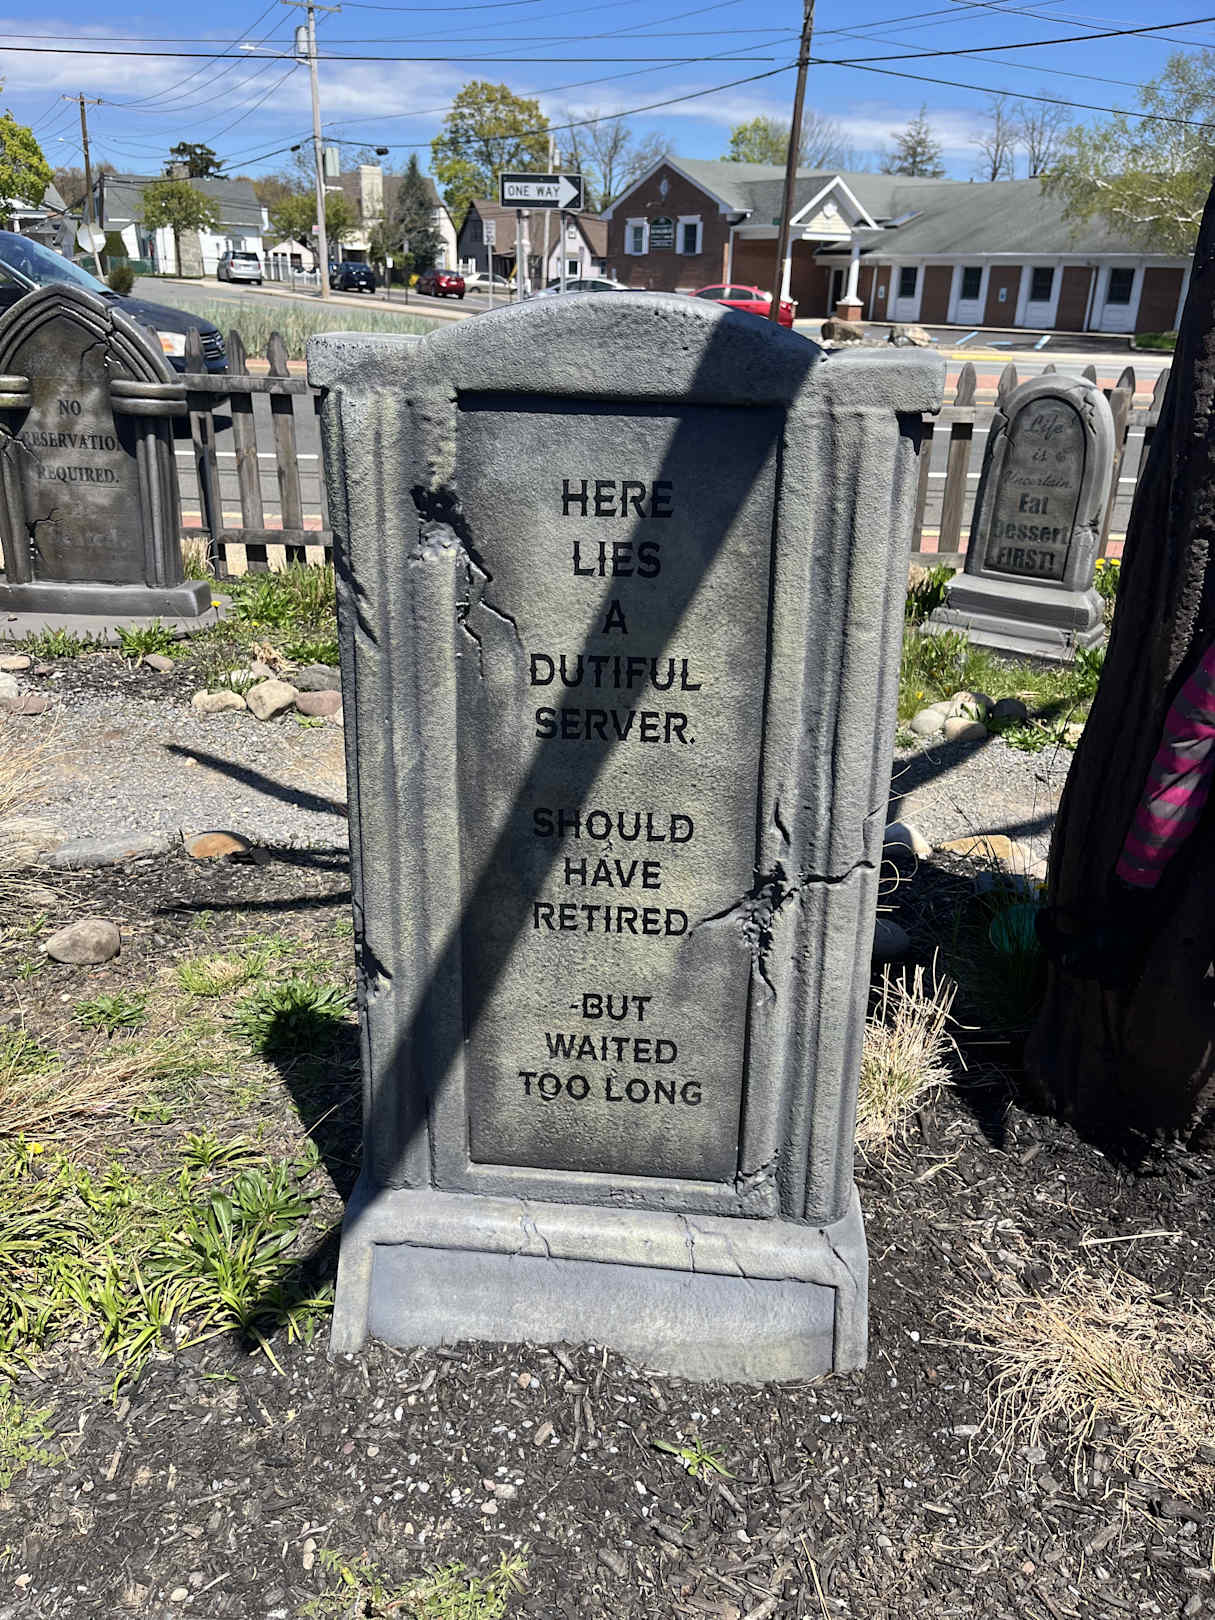 ONE WAY
NO
RESERVATION
REQUIRED.
HERE
LIES
A
DUTIFUL
SERVER.
SHOULD
HAVE
RETIRED,
-BUT
WAITED
TOO LONG
Life
is
Uncertain.
Eat
Dessert
FIRST!